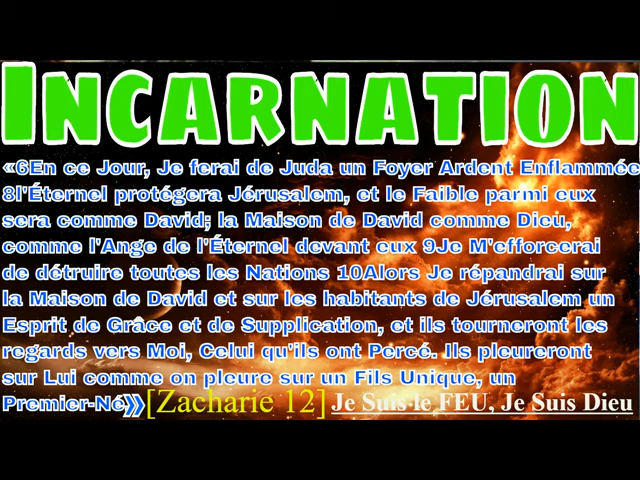 INCARNATION
«6En ce Jour, Je ferai de Juda un Foyer Ardent Enflammée
8l'Éternel protégera Jérusalem, et le Faible parmi eux
sera comme David; la Maison de David comme Dieu,
comme l'Ange de l'Éternel devant eux 9Je M'efforcerai
de détruire toutes les Nations 10Alors Je répandrai sur
la Maison de David et sur les habitants de Jérusalem un
Esprit de Grâce et de Supplication, et ils tourneront les
regards vers Moi, Celui qu'ils ont Percé. Ils pleureront
sur Lui comme on pleure sur un Fils Unique, un
Premier-Né»[Zacharie 12] Je Suis le FEU, Je Suis Dieu